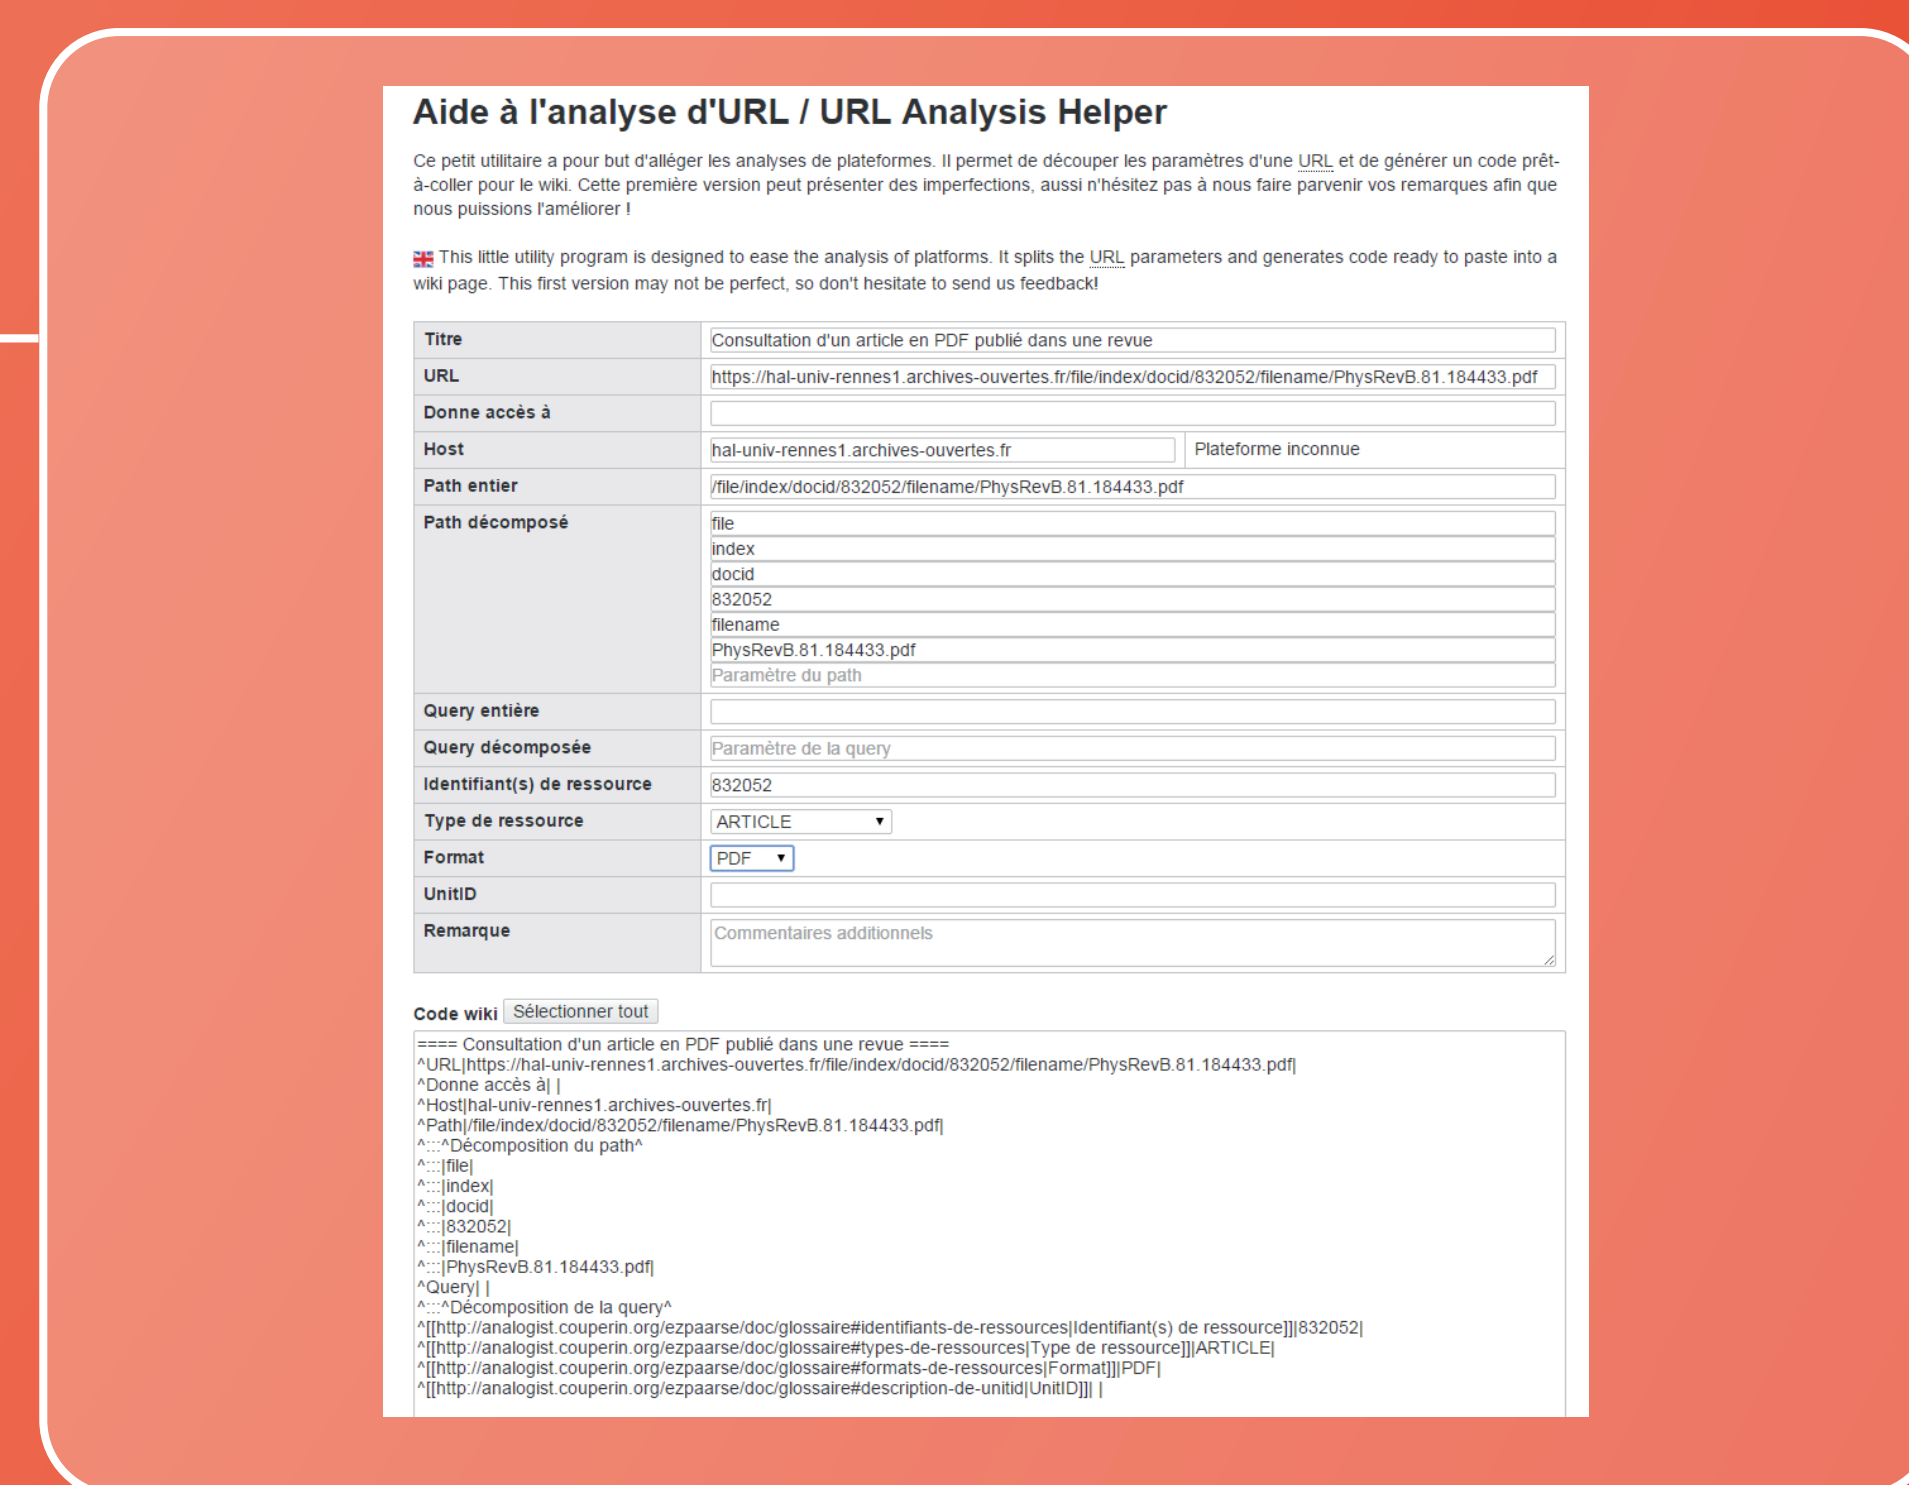 Aide à l'analyse d'URL / URL Analysis Helper
Ce petit utilitaire a pour but d'alléger les analyses de plateformes. Il permet de découper les paramètres d'une URL et de générer un code prêt-
à-coller pour le wiki. Cette première version peut présenter des imperfections, aussi n'hésitez pas à nous faire parvenir vos remarques afin que
nous puissions l'améliorer !
This little utility program is designed to ease the analysis of platforms. It splits the URL parameters and generates code ready to paste into a
wiki page. This first version may not be perfect, so don't hesitate to send us feedback!
Titre Consultation d'un article en PDF publié dans une revue
URL https://hal-univ-rennes1.archives-ouvertes.fr/file/index/docid/832052/filename/PhysRevB.81.184433.pdf
Donne accès à
Host hal-univ-rennes1.archives-ouvertes.fr Plateforme inconnue
Path entier /file/index/docid/832052/filename/PhysRevB.81.184433.pdf
Path décomposé file
index
docid
832052
filename
PhysRevB.81.184433.pdf
Paramètre du path
Query entière
Query décomposée Paramètre de la query
Identifiant(s) de ressource 832052
Type de ressource ARTICLE
Format PDF
UnitID
Remarque Commentaires additionnels
Code wiki Sélectionner tout
==== Consultation d'un article en PDF publié dans une revue ====
^URL|https://hal-univ-rennes1.archives-ouvertes.fr/file/index/docid/832052/filename/PhysRevB.81.184433.pdf|
^Donne accès à| |
^Host|hal-univ-rennes1.archives-ouvertes.fr|
^Path|/file/index/docid/832052/filename/PhysRevB.81.184433.pdf|
^:::^Décomposition du path^
^:::|file|
^:::|index|
^:::|docid|
^:::|832052|
^:::|filename|
^:::|PhysRevB.81.184433.pdf|
^Query| |
^:::^Décomposition de la query^
^[[http://analogist.couperin.org/ezpaarse/doc/glossaire#identifiants-de-ressources|Identifiant(s) de ressource]]|832052|
^[[http://analogist.couperin.org/ezpaarse/doc/glossaire#types-de-ressources|Type de ressource]]|ARTICLE|
^[[http://analogist.couperin.org/ezpaarse/doc/glossaire#formats-de-ressources|Format]]|PDF|
^[[http://analogist.couperin.org/ezpaarse/doc/glossaire#description-de-unitid|UnitID]]| |